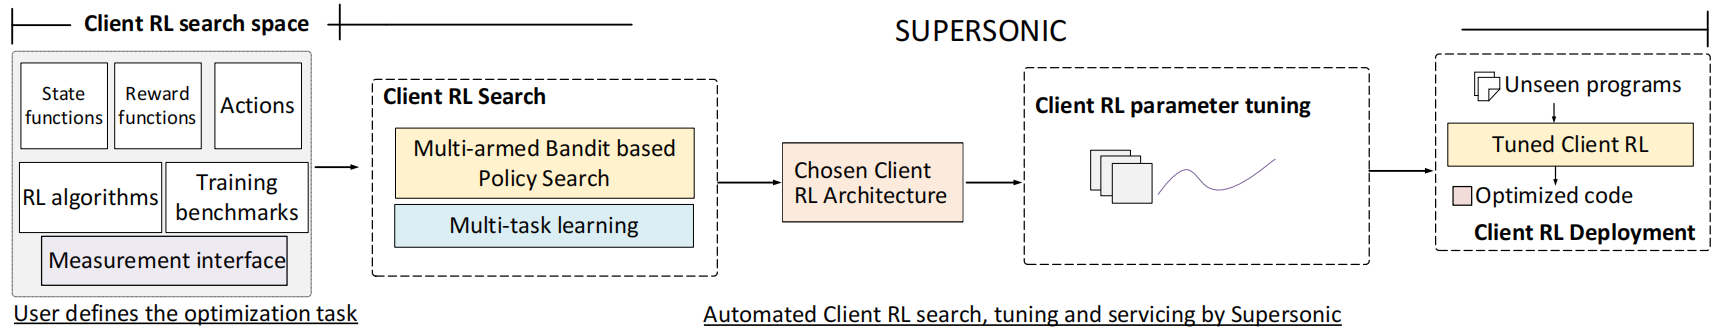 Client RL search space
SUPERSONIC
State
functions
Reward
functions
Actions
RL algorithms
Training
benchmarks
Measurement interface
User defines the optimization task
Client RL Search
Multi-armed Bandit based
Policy Search
Multi-task learning
Chosen Client
RL Architecture
Client RL parameter tuning
Unseen programs
Tuned Client RL
Optimized code
Client RL Deployment
Automated Client RL search, tuning and servicing by Supersonic